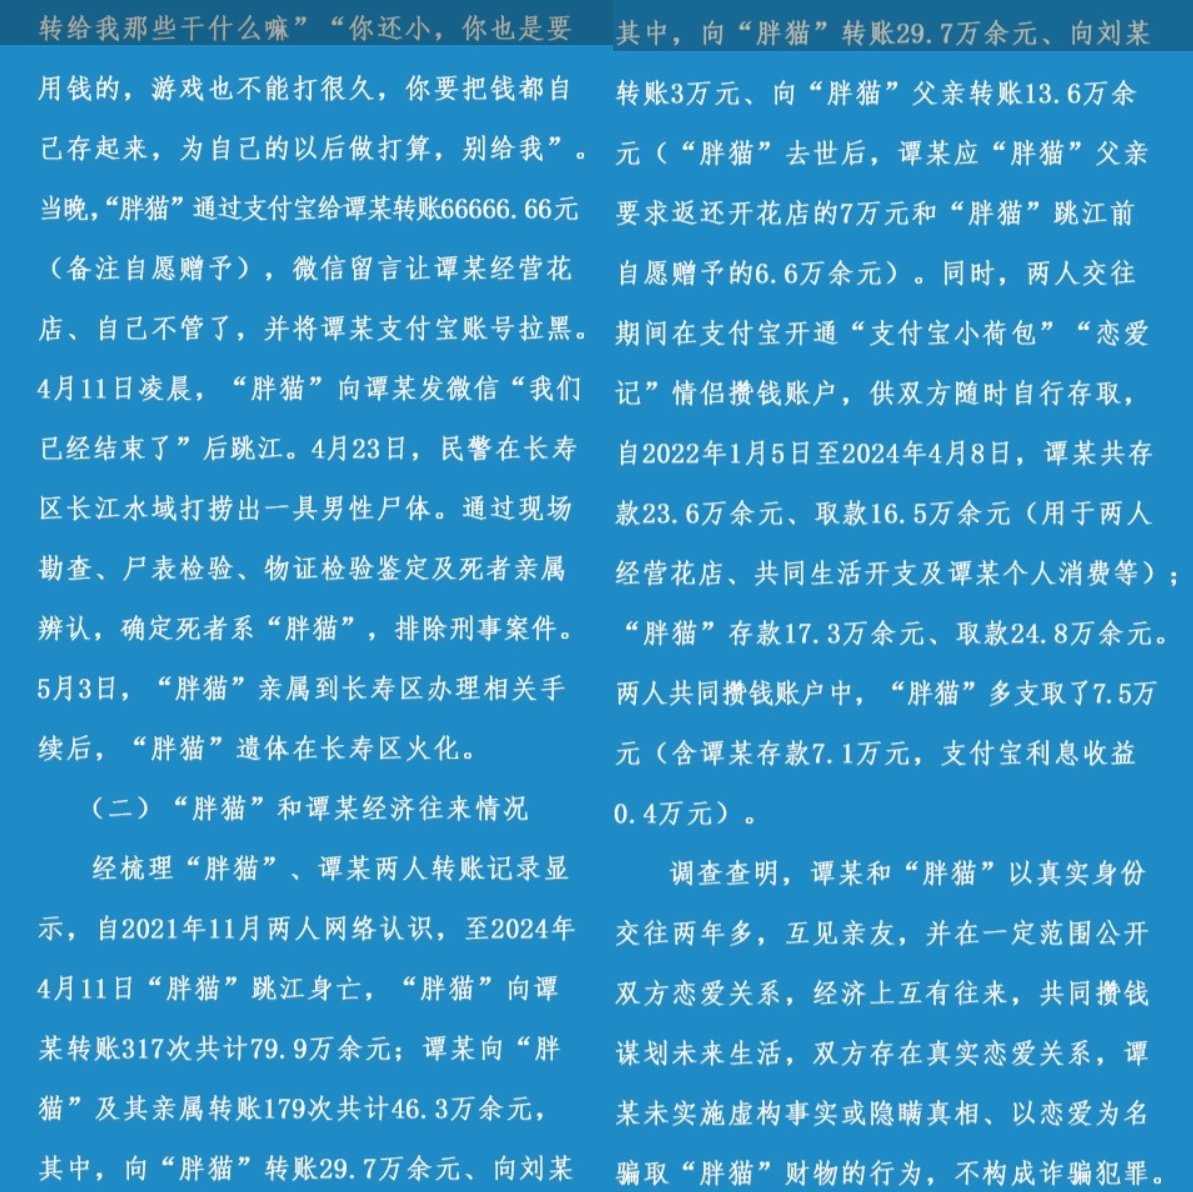 转给我那些干什么嘛”“你还小，你也是要
用钱的，游戏也不能打很久，你要把钱都自
己存起来，为自己的以后做打算，别给我”。
当晚，“胖猫”通过支付宝给谭某转账66666.66元
（备注自愿赠予），微信留言让谭某经营花
店、自己不管了，并将谭某支付宝账号拉黑。
4月11日凌晨，“胖猫”向谭某发微信“我们
已经结束了”后跳江。4月23日，民警在长寿
区长江水域打捞出一具男性尸体。通过现场
勘查、尸表检验、物证检验鉴定及死者亲属
辨认，确定死者系“胖猫”，排除刑事案件。
5月3日，“胖猫”亲属到长寿区办理相关手
续后，“胖猫”遗体在长寿区火化。
（二）“胖猫”和谭某经济往来情况
经梳理“胖猫”、谭某两人转账记录显
示，自2021年11月两人网络认识，至2024年
4月11日“胖猫”跳江身亡，“胖猫”向谭
某转账317次共计79.9万余元；谭某向“胖
猫”及其亲属转账179次共计46.3万余元，
其中，向“胖猫”转账29.7万余元、向刘某
其中，向“胖猫”转账29.7万余元、向刘某
转账3万元、向“胖猫”父亲转账13.6万余
元（“胖猫”去世后，谭某应“胖猫”父亲
要求返还开花店的7万元和“胖猫”跳江前
自愿赠予的6.6万余元）。同时，两人交往
期间在支付宝开通“支付宝小荷包”“恋爱
记”情侣攒钱账户，供双方随时自行存取，
自2022年1月5日至2024年4月8日，谭某共存
款23.6万余元、取款16.5万余元（用于两人
经营花店、共同生活开支及谭某个人消费等）；
“胖猫”存款17.3万余元、取款24.8万余元。
两人共同攒钱账户中，“胖猫”多支取了7.5万
元（含谭某存款7.1万元，支付宝利息收益
0.4万元）。
调查查明，谭某和“胖猫”以真实身份
交往两年多，互见亲友，并在一定范围公开
双方恋爱关系，经济上互有往来，共同攒钱
谋划未来生活，双方存在真实恋爱关系，谭
某未实施虚构事实或隐瞒真相、以恋爱为名
骗取“胖猫”财物的行为，不构成诈骗犯罪。